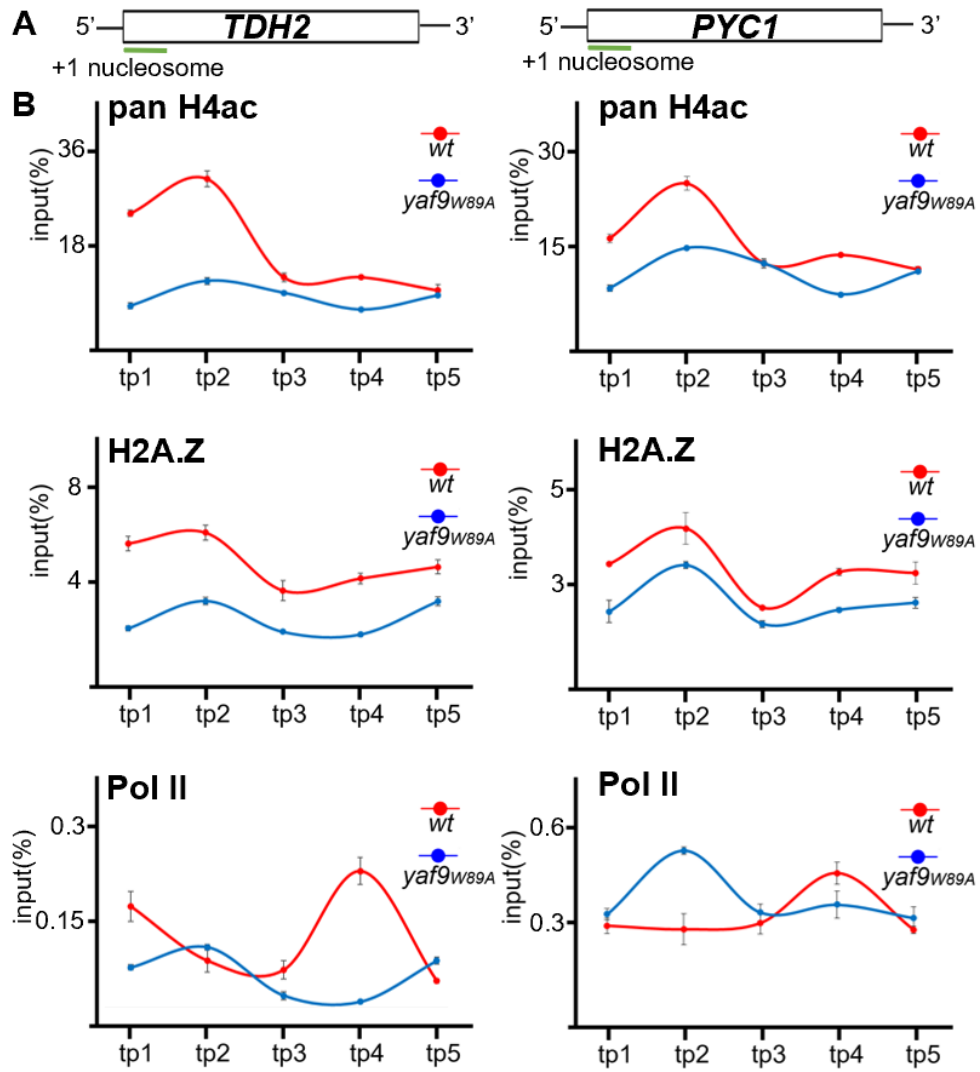 A 5’ TDH2 3’ 5’ PYC1 3’
+1 nucleosome +1 nucleosome
B pan H4ac pan H4ac
input(%) 36 18 wt yaf9W89A
tp1 tp2 tp3 tp4 tp5
input(%) 30 15 wt yaf9W89A
tp1 tp2 tp3 tp4 tp5
H2A.Z H2A.Z
input(%) 8 4 wt yaf9W89A
tp1 tp2 tp3 tp4 tp5
input(%) 5 3 wt yaf9W89A
tp1 tp2 tp3 tp4 tp5
Pol II Pol II
input(%) 0.3 0.15 wt yaf9W89A
tp1 tp2 tp3 tp4 tp5
input(%) 0.6 0.3 wt yaf9W89A
tp1 tp2 tp3 tp4 tp5